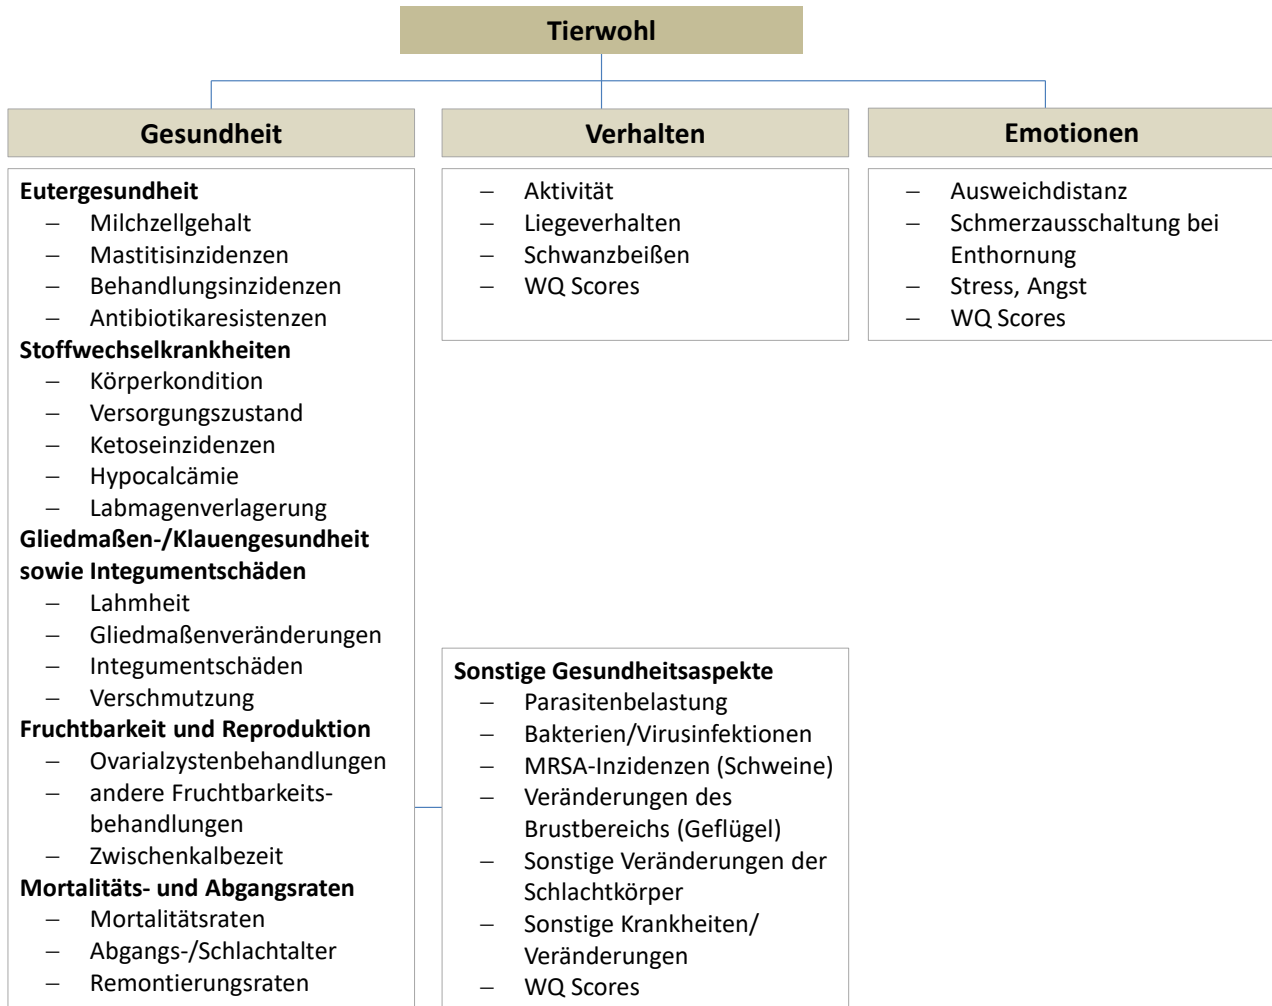 Tierwohl
Gesundheit
Eutergesundheit
– Milchzellgehalt
– Mastitisinzidenzen
– Behandlungsinzidenzen
– Antibiotikaresistenzen
Stoffwechselkrankheiten
– Körperkondition
– Versorgungszustand
– Ketoseinzidenzen
– Hypocalcämie
– Labmagenverlagerung
Gliedmaßen-/Klauengesundheit
sowie Integumentschäden
– Lahmheit
– Gliedmaßenveränderungen
– Integumentschäden
– Verschmutzung
Fruchtbarkeit und Reproduktion
– Ovarialzystenbehandlungen
– andere Fruchtbarkeits-
behandlungen
– Zwischenkalbezeit
Mortalitäts- und Abgangsraten
– Mortalitätsraten
– Abgangs-/Schlachtalter
– Remontierungsraten
Verhalten
– Aktivität
– Liegeverhalten
– Schwanzbeißen
– WQ Scores
Sonstige Gesundheitsaspekte
– Parasitenbelastung
– Bakterien/Virusinfektionen
– MRSA-Inzidenzen (Schweine)
– Veränderungen des
Brustbereichs (Geflügel)
– Sonstige Veränderungen der
Schlachtkörper
– Sonstige Krankheiten/
Veränderungen
– WQ Scores
Emotionen
– Ausweichdistanz
– Schmerzausschaltung bei
Enthornung
– Stress, Angst
– WQ Scores